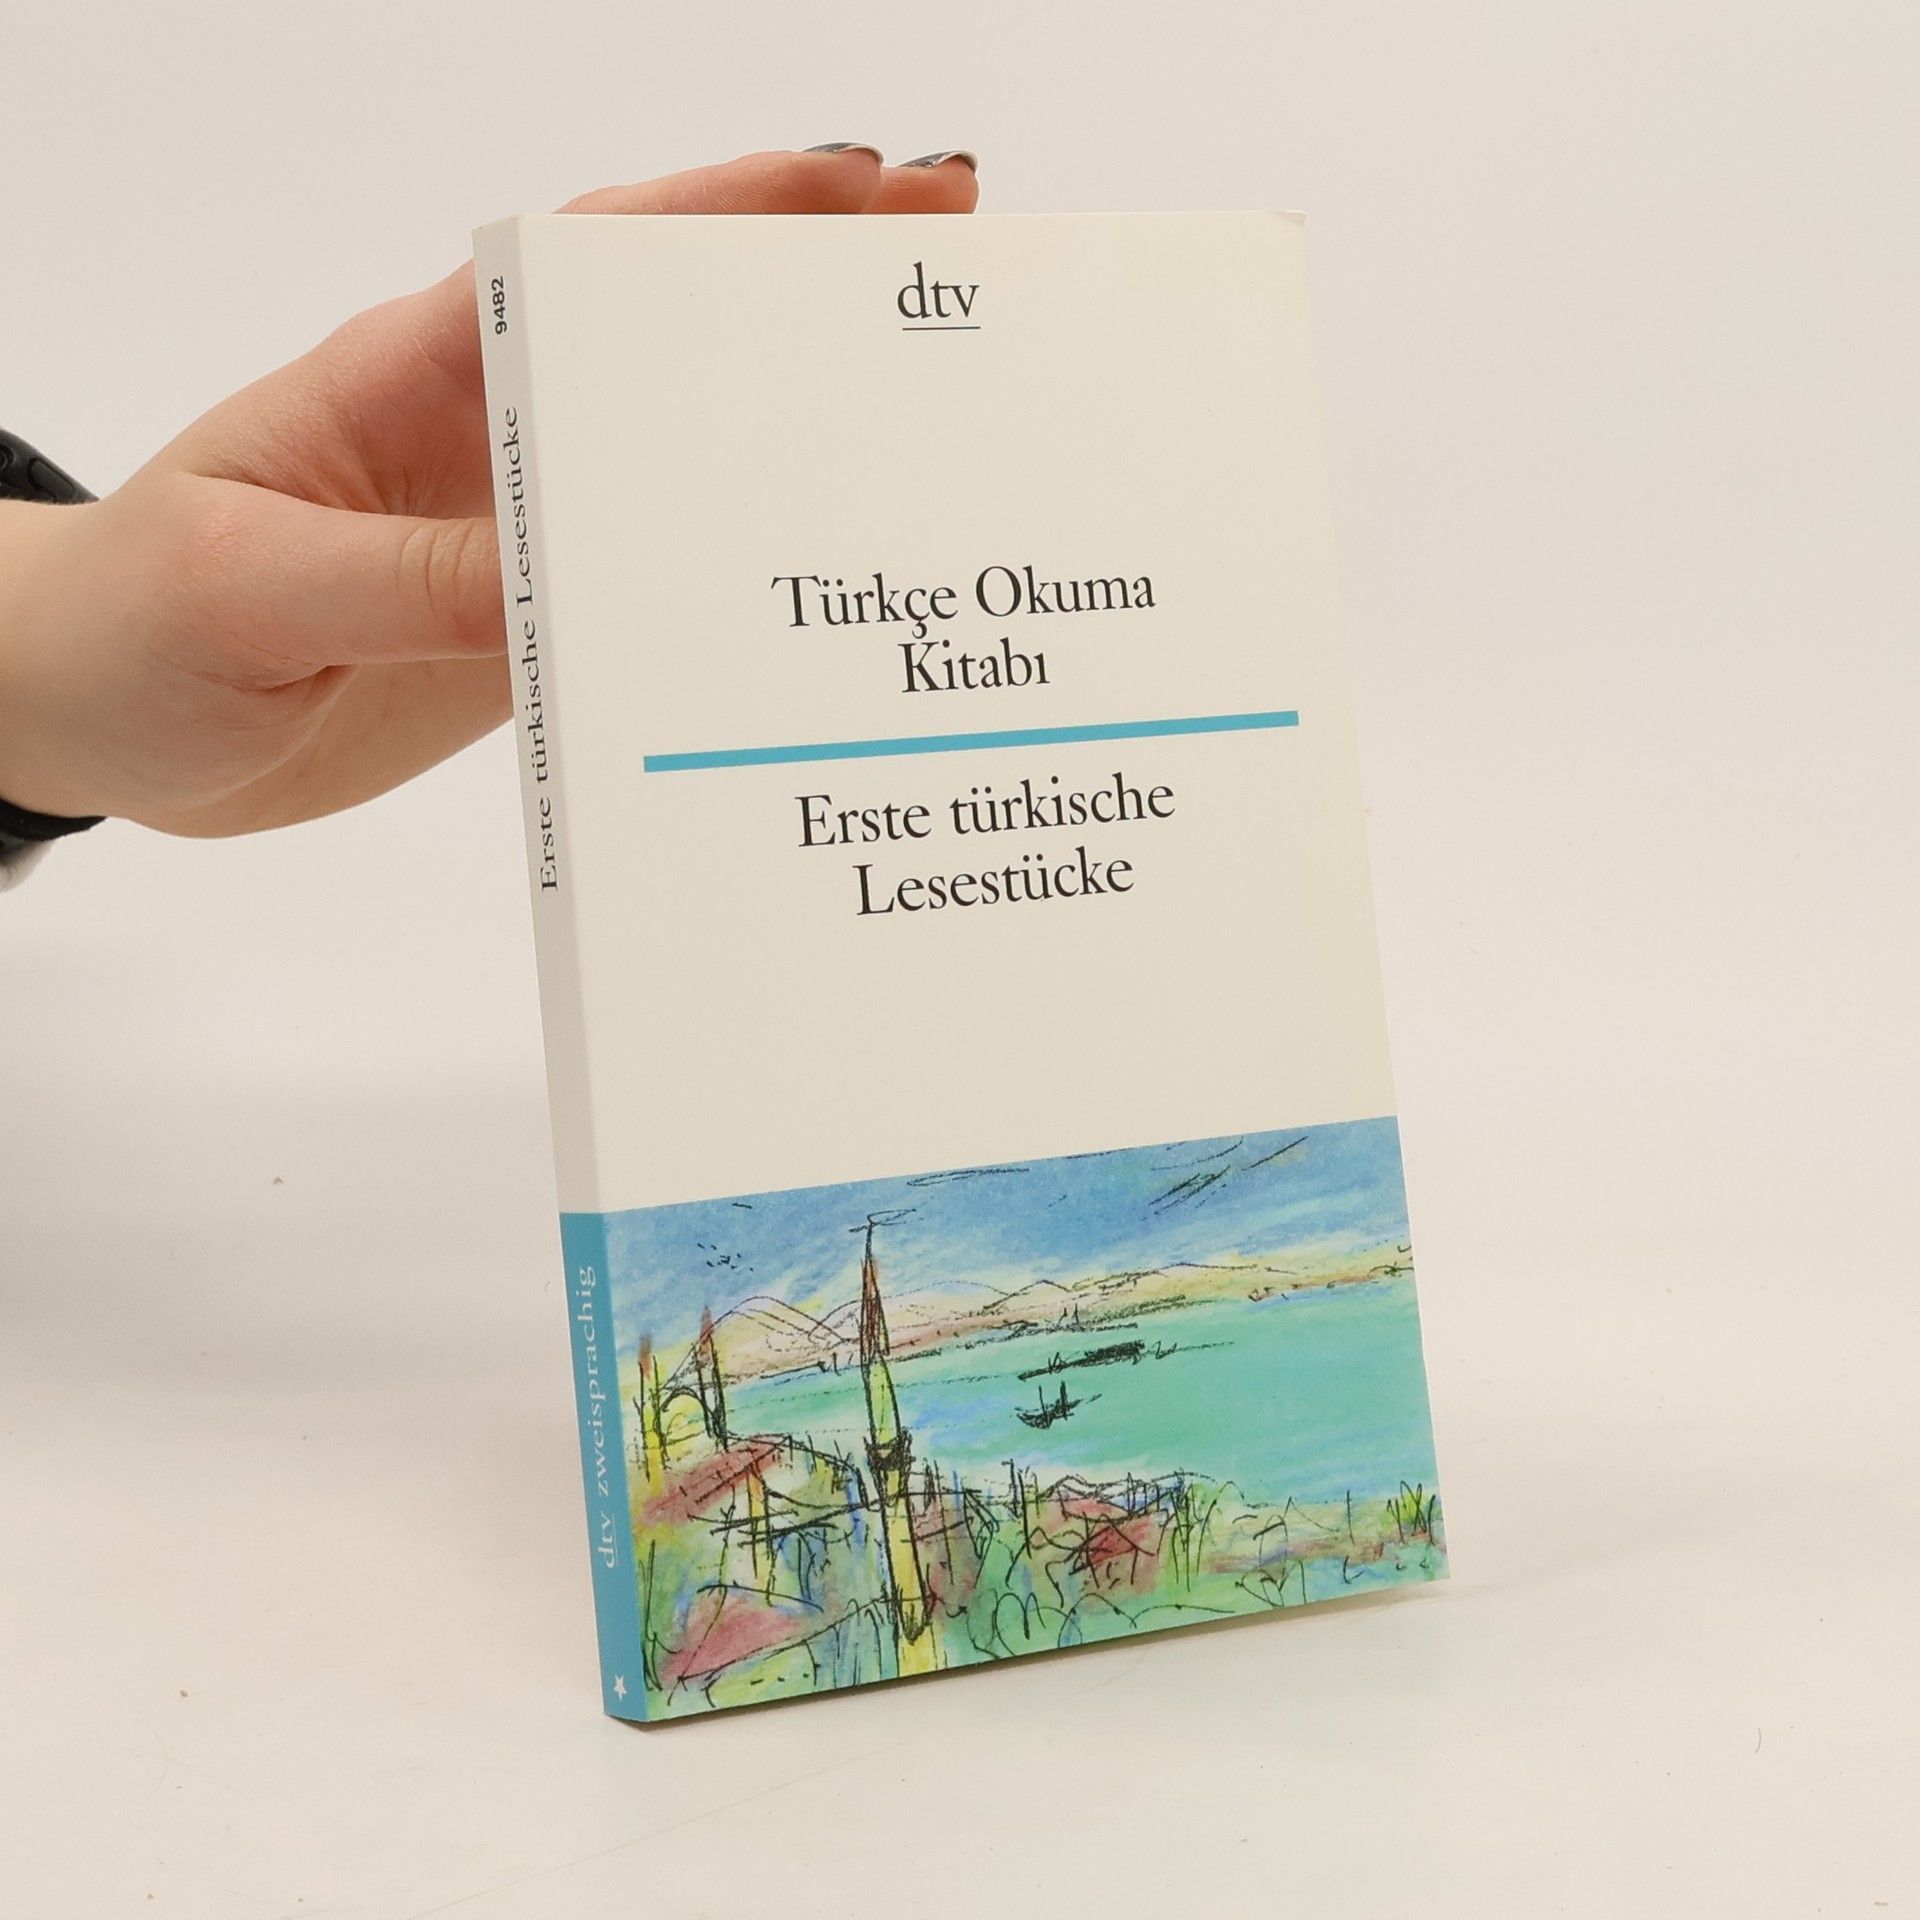 dtv
Türkçe Okuma
Kitabı
Erste türkische
Lesestücke
9482
Erste türkische Lesestücke
dtv zweisprachig